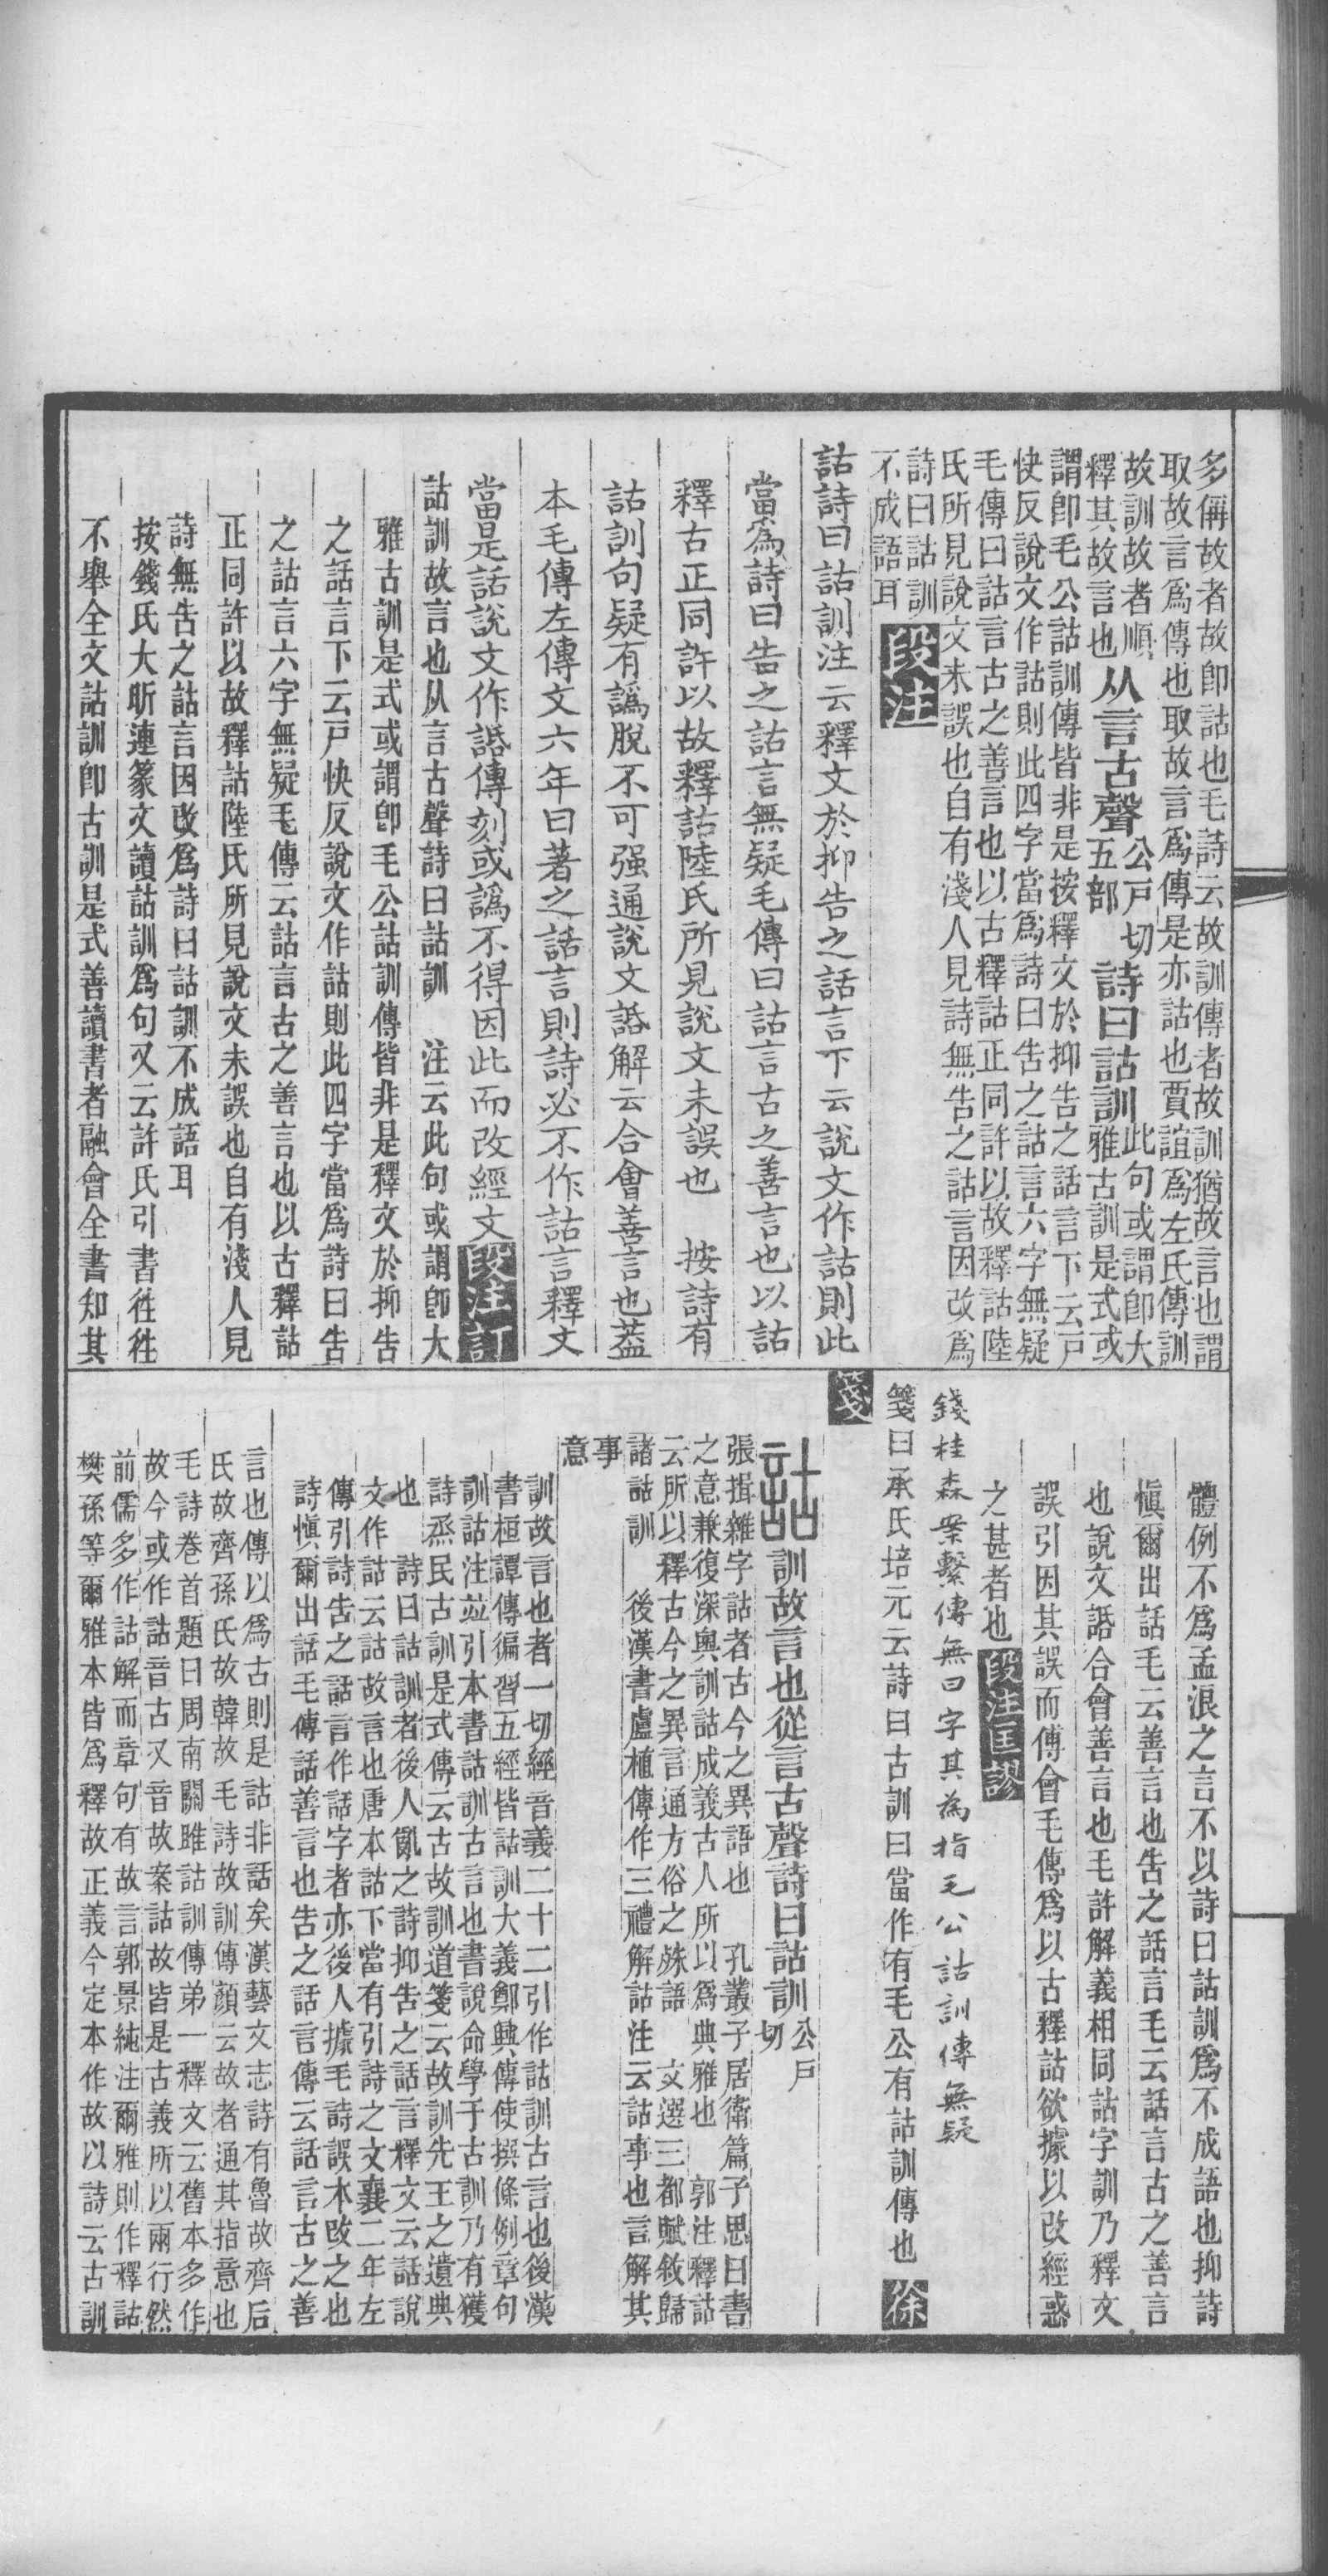 多偁故者故卽詁也毛詩云故訓傳者故訓猶故言也謂
取故言爲傳也取故言爲傳是亦詁也賈誼爲左氏傳訓
故訓故者順
釋其故言也从言古聲公戸切五部詩曰詁訓此句或謂卽大雅古訓是式或
謂卽毛公詁訓傳皆非是按釋文於抑告之話言下云戸
快反說文作詁則此四字當爲詩曰告之詁言六字無疑
毛傳曰詁言古之善言也以古釋詁正同許以故釋詁陸
氏所見說文未誤也自有淺人見詩無告之詁言因改爲
詩曰詁訓
不成語耳段注
詁詩曰詁訓注云釋文於抑告之話言下云說文作詁則此
當爲詩曰告之詁言無疑毛傳曰詁言古之善言也以詁
釋古正同許以故釋詁陸氏所見說文未誤也 按詩有
詁訓句疑有譌脫不可强通說文䛡解云合會善言也葢
本毛傳左傳文六年曰著之話言則詩必不作詁言釋文
當是話說文作䛡傳刻或譌不得因此而改經文段注訂
詁訓故言也从言古聲詩曰詁訓 注云此句或謂卽大
雅古訓是式或謂卽毛公詁訓傳皆非是釋文於抑告
之話言下云戸快反說文作詁則此四字當爲詩曰告
之詁言六字無疑毛傳云詁言古之善言也以古釋詁
正同許以故釋詁陸氏所見說文未誤也自有淺人見
詩無告之詁言因改爲詩曰詁訓不成語耳
按錢氏大昕連篆文讀詁訓爲句又云許氏引書徃徃
不舉全文詁訓卽古訓是式善讀書者融會全書知其
體例不爲孟浪之言不以詩曰詁訓爲不成語也抑詩
愼爾出話毛云善言也告之話言毛云話言古之善言
也說文䛡合會善言也毛許解義相同詁字訓乃釋文
誤引因其誤而傅會毛傳爲以古釋詁欲據以改經惑
之甚者也段注匡謬
錢桂森案繫傳無曰字其為指毛公詁訓傳無疑
箋曰承氏培元云詩曰古訓曰當作有毛公有詁訓傳也 徐
箋
詁訓故言也從言古聲詩曰詁訓公戸切
張揖雜字詁者古今之異語也 孔叢子居衛篇子思曰書
之意兼復深奧訓詁成義古人所以爲典雅也 郭注釋詁
云所以釋古今之異言通方俗之殊語 文選三都賦敘歸
諸詁訓 後漢書盧植傳作三禮解詁注云詁事也言解其
事
意
訓故言也者一切經音義二十二引作詁訓古言也後漢
書桓譚傳徧習五經皆詁訓大義鄭興傳使撰條例章句
訓詁注竝引本書詁訓古言也書說命學于古訓乃有獲
詩烝民古訓是式傳云古故訓道箋云故訓先王之遺典
也 詩曰詁訓者後人亂之詩抑告之話言釋文云話說
文作詁云詁故言也唐本詁下當有引詩之文襄二年左
傳引詩告之話言作話字者亦後人據毛詩誤本改之也
詩愼爾出話毛傳話善言也告之話言傳云話言古之善
言也傳以爲古則是詁非話矣漢藝文志詩有魯故齊后
氏故齊孫氏故韓故毛詩故訓傳顏云故者通其指意也
毛詩卷首題曰周南關雎詁訓傳弟一釋文云舊本多作
故今或作詁音古又音故案詁故皆是古義所以兩行然
前儒多作詁解而章句有故言郭景純注爾雅則作釋詁
樊孫等爾雅本皆爲釋故正義今定本作故以詩云古訓